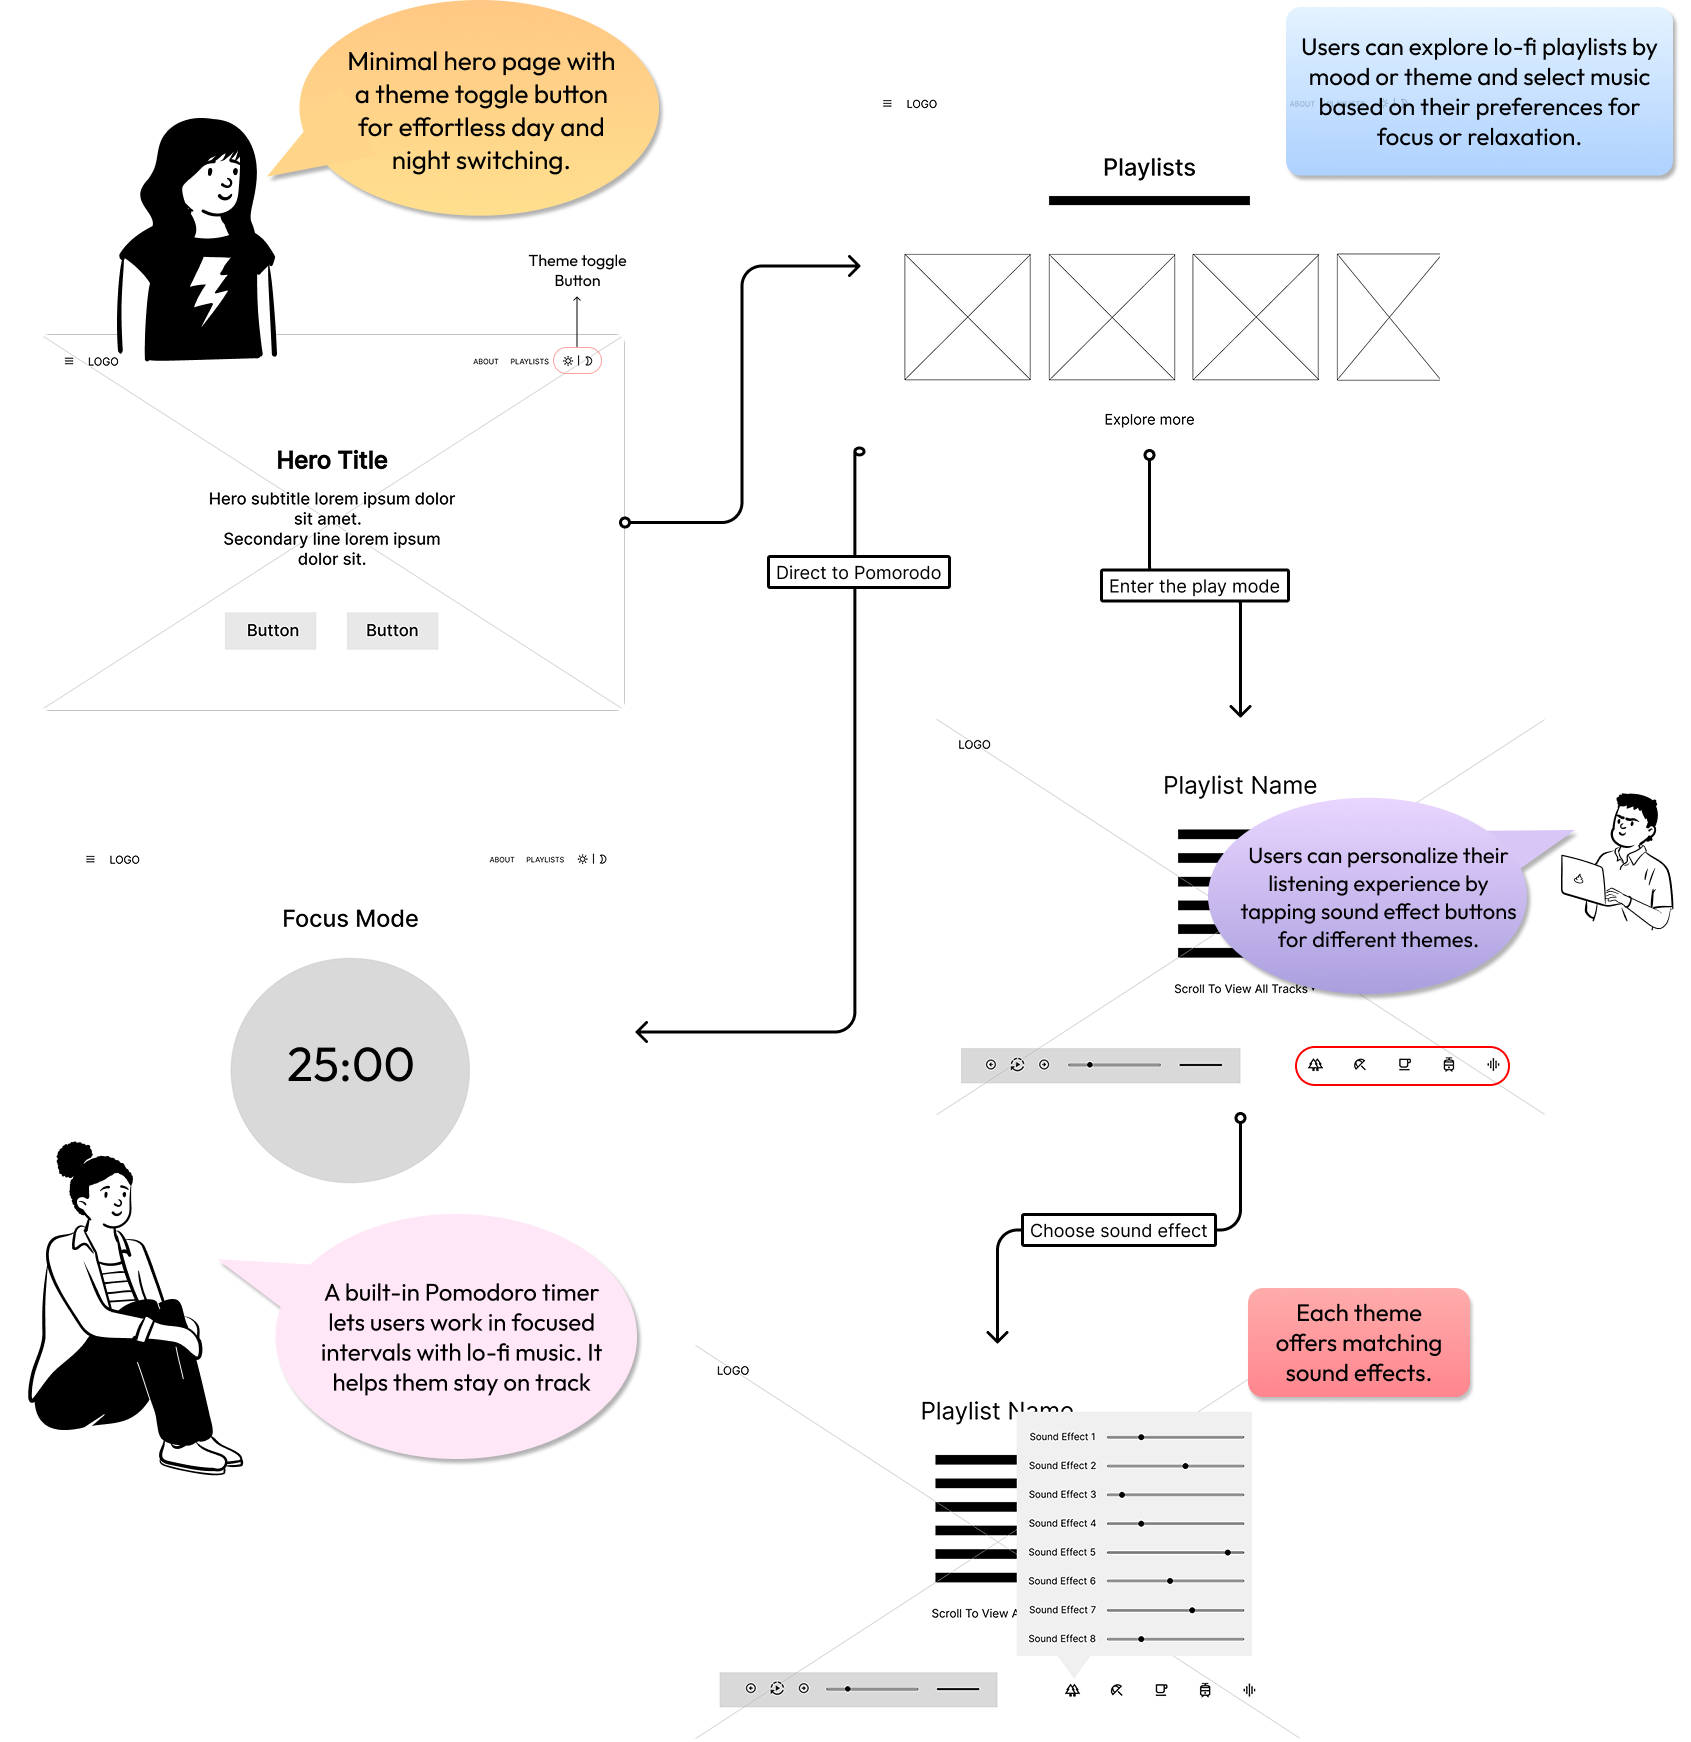 Minimal hero page with
a theme toggle button
for effortless day and
night switching.
Users can explore lo-fi playlists by
mood or theme and select music
based on their preferences for
focus or relaxation.
LOGO
ABOUT
Playlists
Explore more
Theme toggle
Button
LOGO
ABOUT PLAYLISTS
Hero Title
Hero subtitle lorem ipsum dolor
sit amet.
Secondary line lorem ipsum
dolor sit.
Button Button
Direct to Pomorodo
Enter the play mode
LOGO
Playlist Name
Users can personalize their
listening experience by
tapping sound effect buttons
for different themes.
Scroll To View All Tracks
LOGO
ABOUT PLAYLISTS
Focus Mode
25:00
A built-in Pomodoro timer
lets users work in focused
intervals with lo-fi music. It
helps them stay on track
Choose sound effect
Each theme
offers matching
sound effects.
LOGO
Playlist Name
Sound Effect 1
Sound Effect 2
Sound Effect 3
Sound Effect 4
Sound Effect 5
Sound Effect 6
Sound Effect 7
Sound Effect 8
Scroll To View A